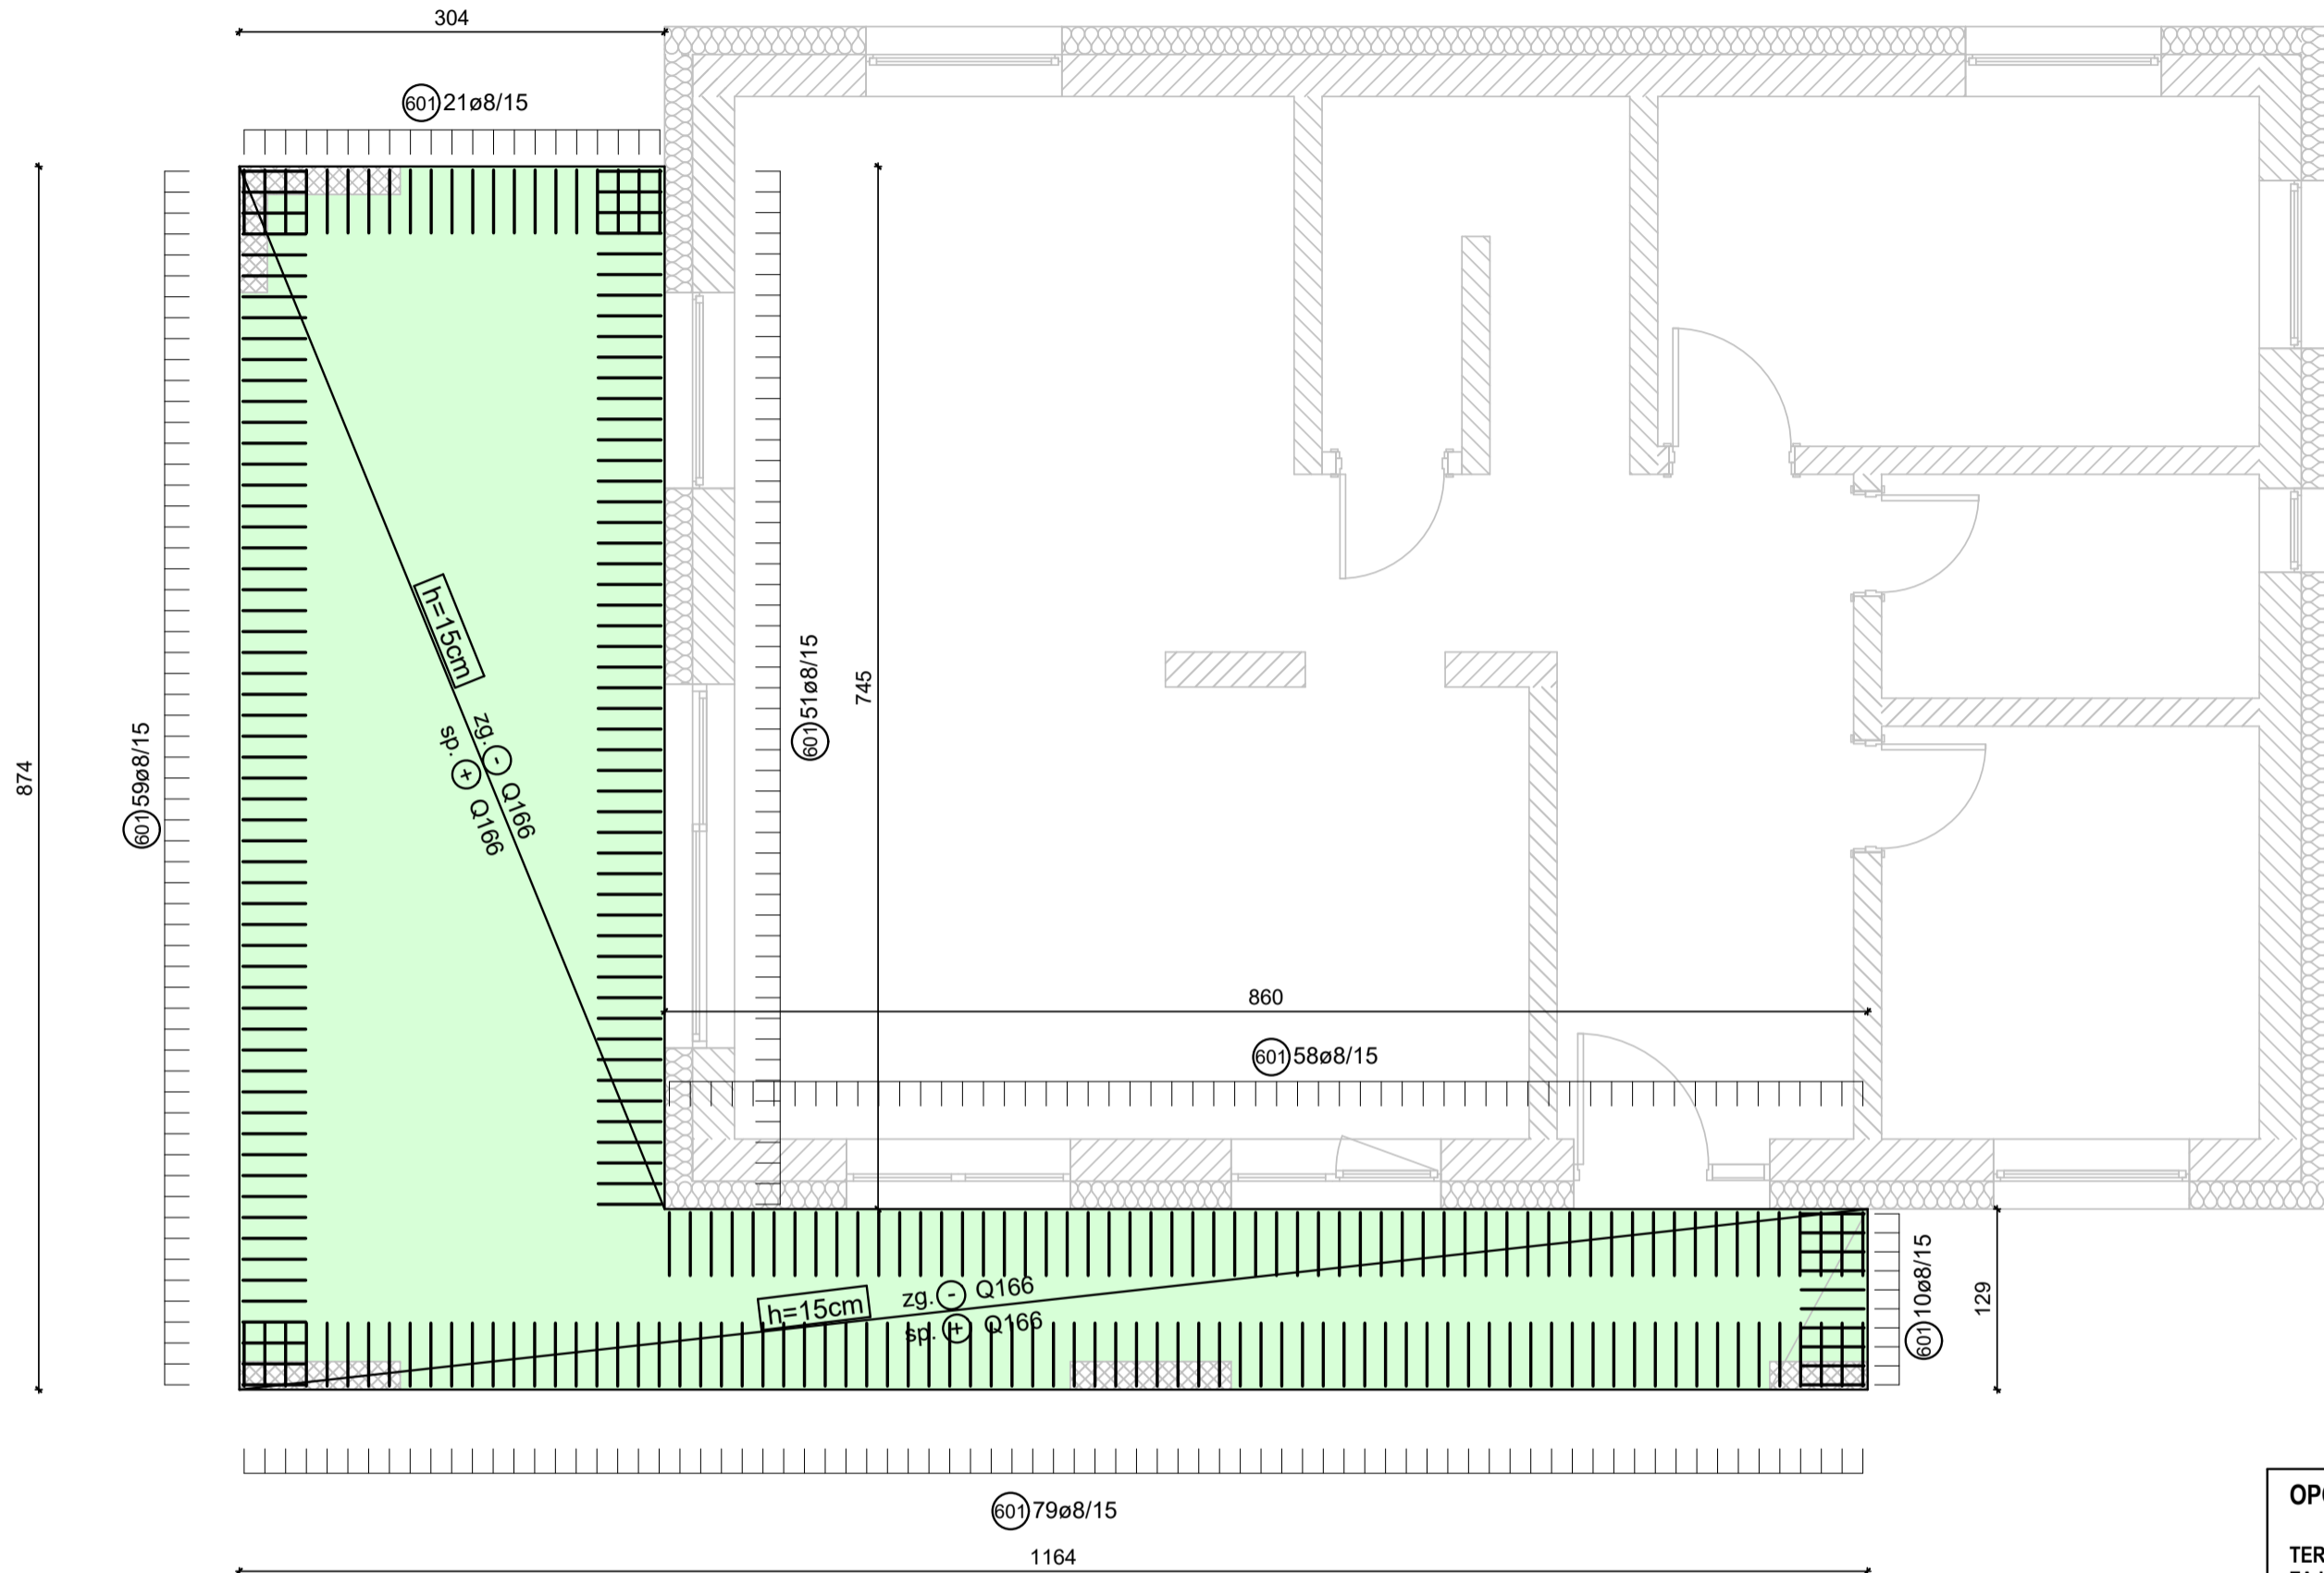 304
601 21ø8/15
874
601 59ø8/15
h=15cm
zg. - Q166
sp. + Q166
601 51ø8/15
745
860
601 58ø8/15
h=15cm
zg. - Q166
sp. + Q166
601 10ø8/15
129
601 79ø8/15
1164